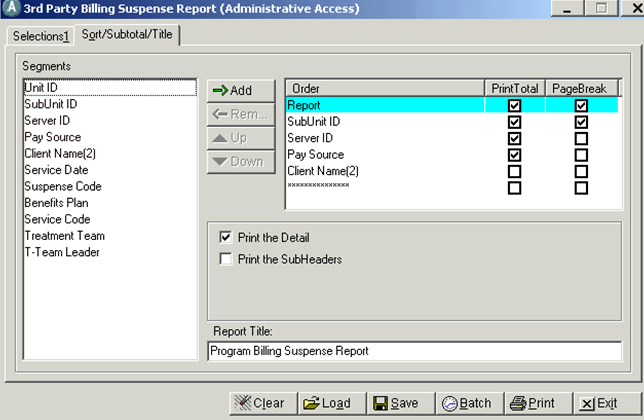 A 3rd Party Billing Suspense Report (Administrative Access)
Selections1 Sort/Subtotal/Title
Segments
Unit ID
SubUnit ID
Server ID
Pay Source
Client Name(2)
Service Date
Suspense Code
Benefits Plan
Service Code
Treatment Team
T-Team Leader
Add
Rem...
Up
Down
Order PrintTotal PageBreak
Report
SubUnit ID
Server ID
Pay Source
Client Name(2)
***************
Print the Detail
Print the SubHeaders
Report Title:
Program Billing Suspense Report
Clear Load Save Batch Print Exit